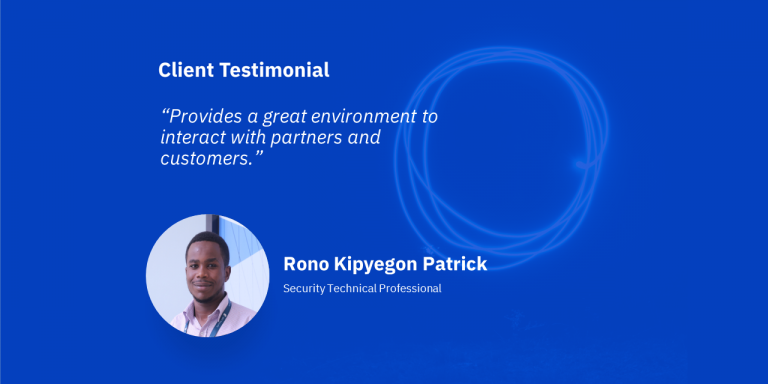 Client Testimonial
“Provides a great environment to
interact with partners and
customers.”
Rono Kipyegon Patrick
Security Technical Professional